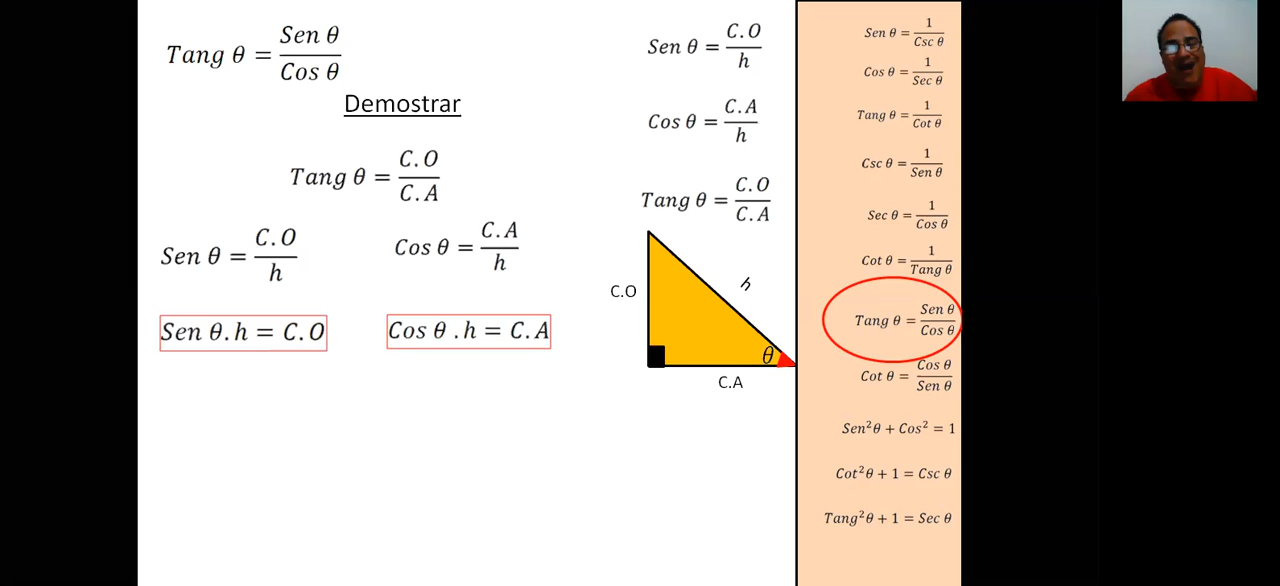 Tang θ = Sen θ / Cos θ
Demostrar
Tang θ = C.O / C.A
Sen θ = C.O / h
Cos θ = C.A / h
Sen θ.h = C.O
Cos θ .h = C.A
Sen θ = C.O / h
Cos θ = C.A / h
Tang θ = C.O / C.A
C.O
h
θ
C.A
Sen θ = 1 / Csc θ
Cos θ = 1 / Sec θ
Tang θ = 1 / Cot θ
Csc θ = 1 / Sen θ
Sec θ = 1 / Cos θ
Cot θ = 1 / Tang θ
Tang θ = Sen θ / Cos θ
Cot θ = Cos θ / Sen θ
Sen²θ + Cos² = 1
Cot²θ + 1 = Csc θ
Tang²θ + 1 = Sec θ